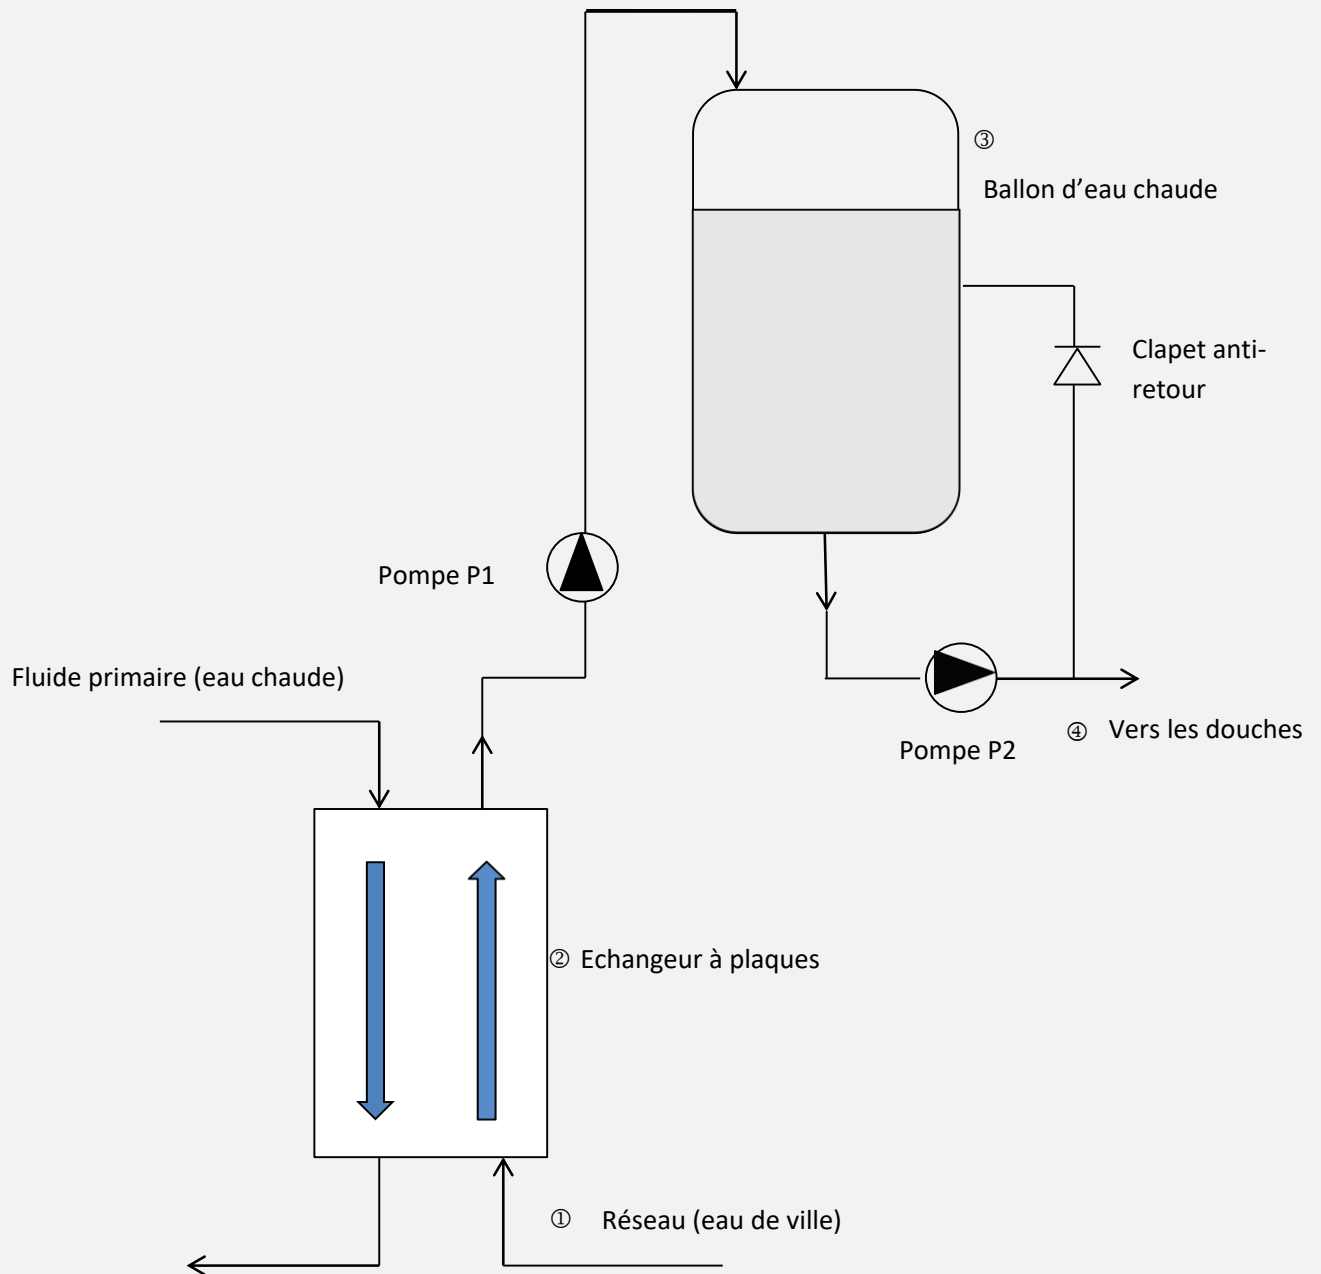 ③
Ballon d’eau chaude
Clapet anti-
retour
Pompe P1
Fluide primaire (eau chaude)
④ Vers les douches
Pompe P2
② Echangeur à plaques
① Réseau (eau de ville)